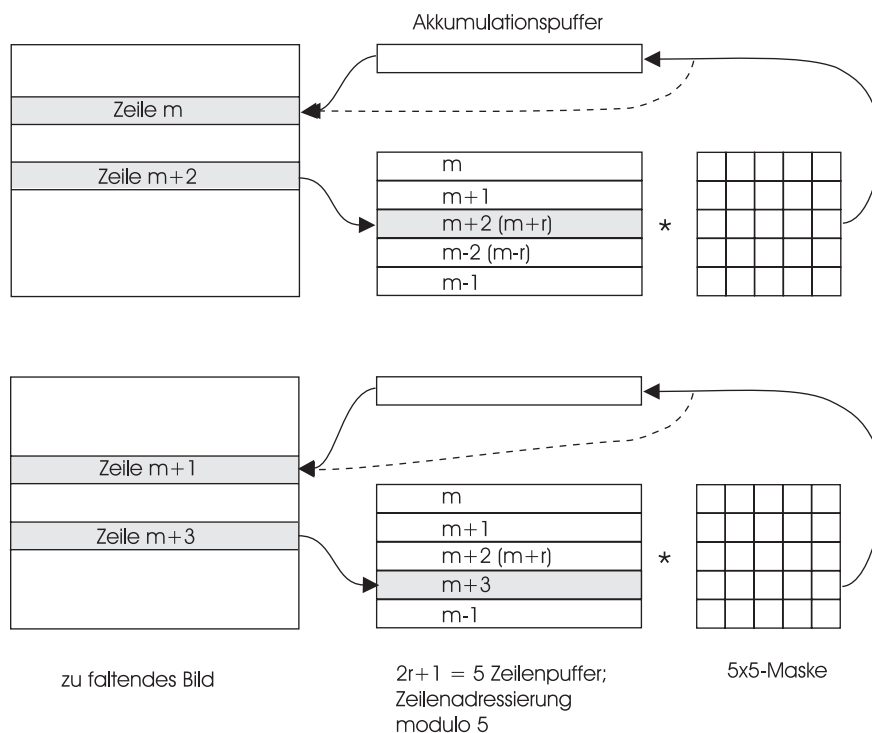 Akkumulationspuffer
Zeile m
Zeile m+2
m
m+1
m+2 (m+r)
m-2 (m-r)
m-1
*
Zeile m+1
Zeile m+3
m
m+1
m+2 (m+r)
m+3
m-1
*
zu faltendes Bild
2r+1 = 5 Zeilenpuffer;
Zeilenadressierung
modulo 5
5x5-Maske